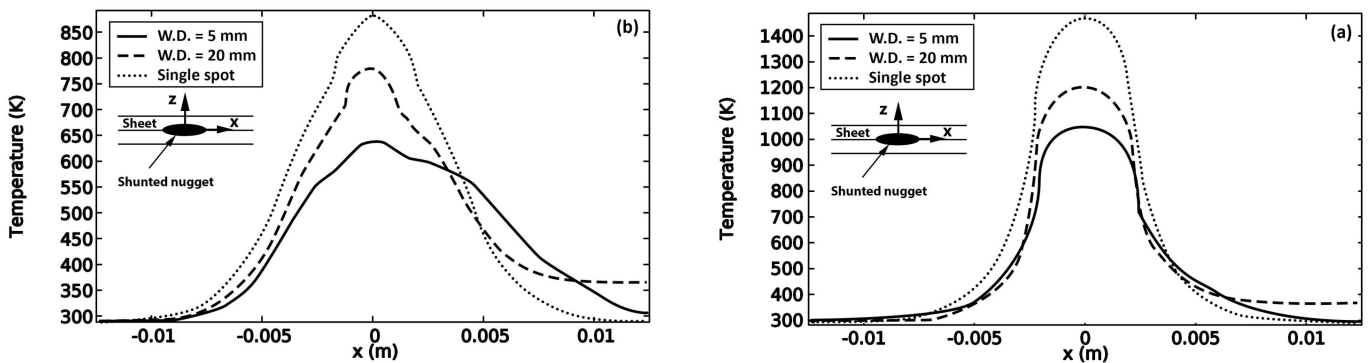 (b)
W.D. = 5 mm
W.D. = 20 mm
Single spot
z
Sheet
x
Shunted nugget
Temperature (K)
850
800
750
700
650
600
550
500
450
400
350
300
-0.01
-0.005
0
0.005
0.01
x (m)
(a)
W.D. = 5 mm
W.D. = 20 mm
Single spot
z
Sheet
x
Shunted nugget
Temperature (K)
1400
1300
1200
1100
1000
900
800
700
600
500
400
300
-0.01
-0.005
0
0.005
0.01
x (m)